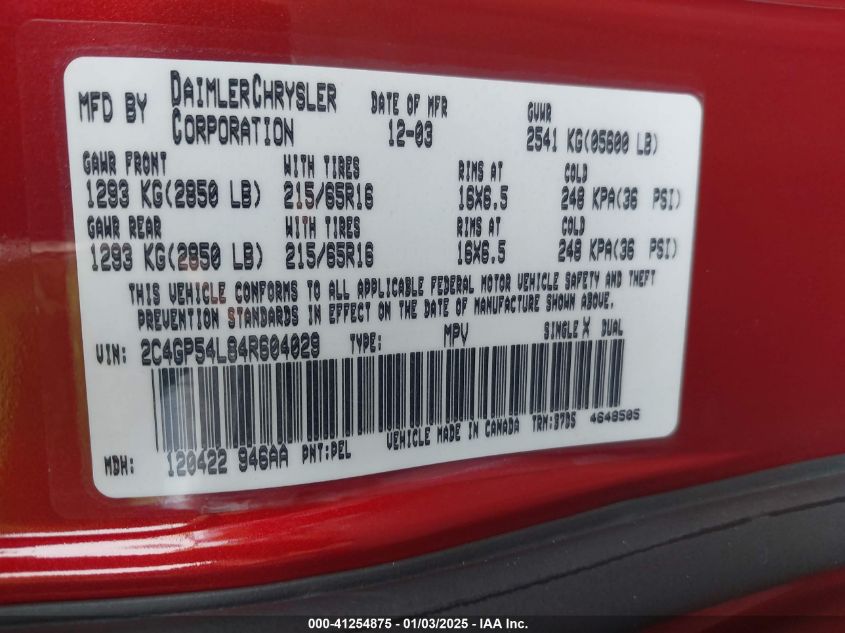 MFD BY DAIMLERCHRYSLER CORPORATION DATE OF MFR 12-03 GVWR 2541 KG(05600 LB)
GAWR FRONT WITH TIRES RIMS AT COLD
1293 KG(2850 LB) 215/65R16 16X6.5 248 KPA(36 PSI)
GAWR REAR WITH TIRES RIMS AT COLD
1293 KG(2850 LB) 215/65R16 16X6.5 248 KPA(36 PSI)
THIS VEHICLE CONFORMS TO ALL APPLICABLE FEDERAL MOTOR VEHICLE SAFETY AND THEFT
PREVENTION STANDARDS IN EFFECT ON THE DATE OF MANUFACTURE SHOWN ABOVE.
VIN: 2C4GP54L84R604029 TYPE: MPV SINGLE X DUAL
MDH: 120422 946AA PNT:PEL VEHICLE MADE IN CANADA TRM:
000-41254875 - 01/03/2025 - IAA Inc.